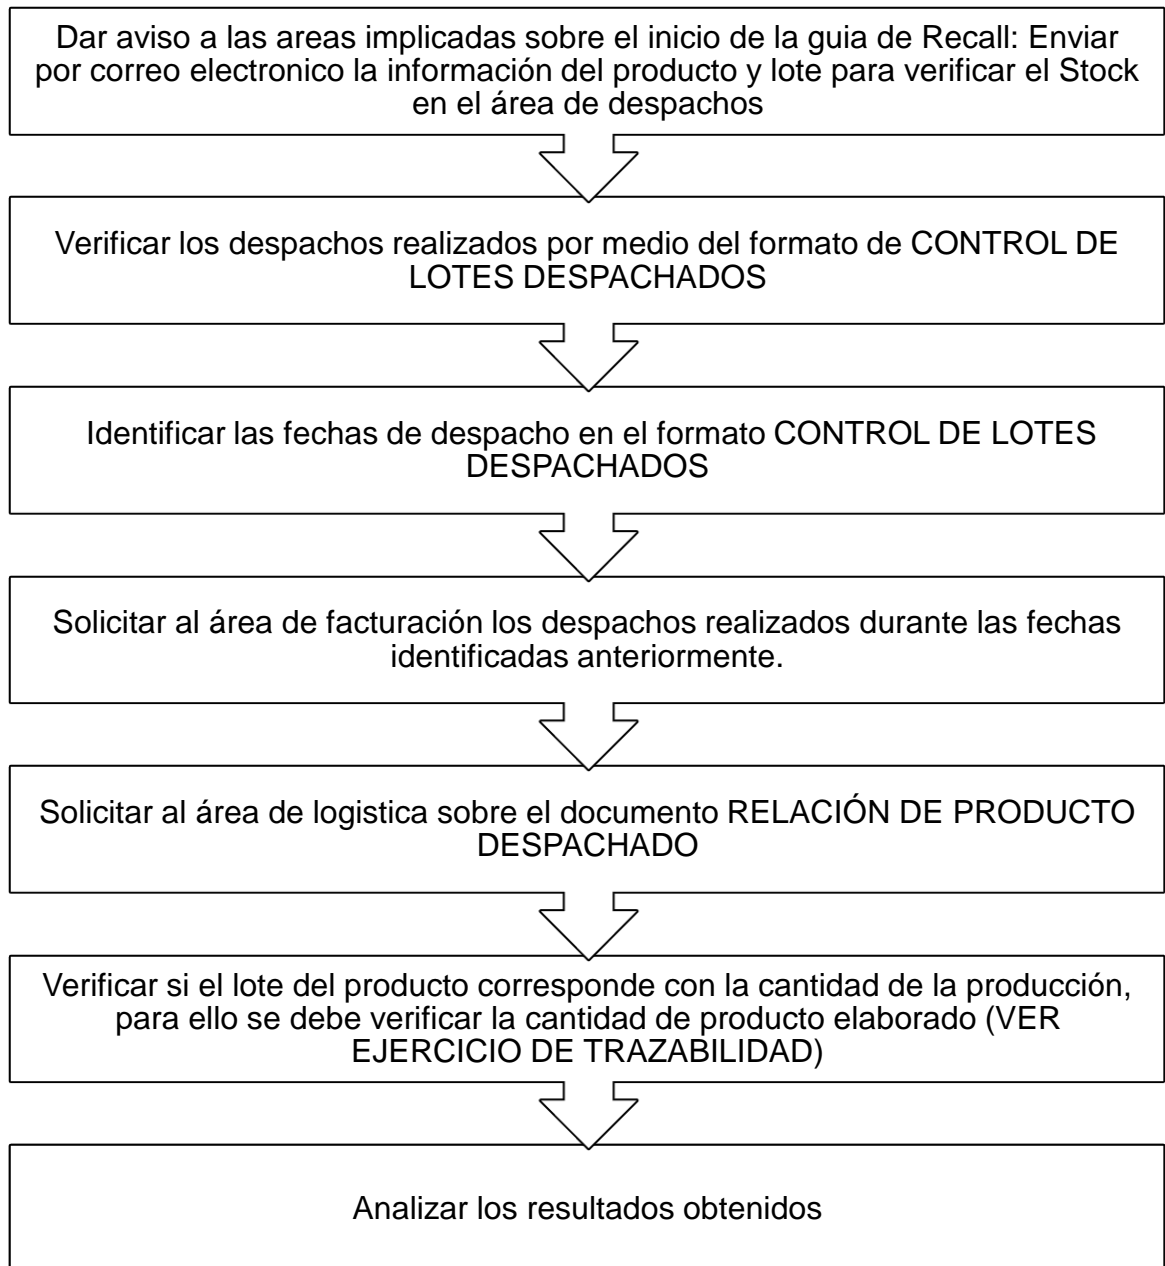 Dar aviso a las areas implicadas sobre el inicio de la guia de Recall: Enviar
por correo electronico la información del producto y lote para verificar el Stock
en el área de despachos
Verificar los despachos realizados por medio del formato de CONTROL DE
LOTES DESPACHADOS
Identificar las fechas de despacho en el formato CONTROL DE LOTES
DESPACHADOS
Solicitar al área de facturación los despachos realizados durante las fechas
identificadas anteriormente.
Solicitar al área de logistica sobre el documento RELACIÓN DE PRODUCTO
DESPACHADO
Verificar si el lote del producto corresponde con la cantidad de la producción,
para ello se debe verificar la cantidad de producto elaborado (VER
EJERCICIO DE TRAZABILIDAD)
Analizar los resultados obtenidos